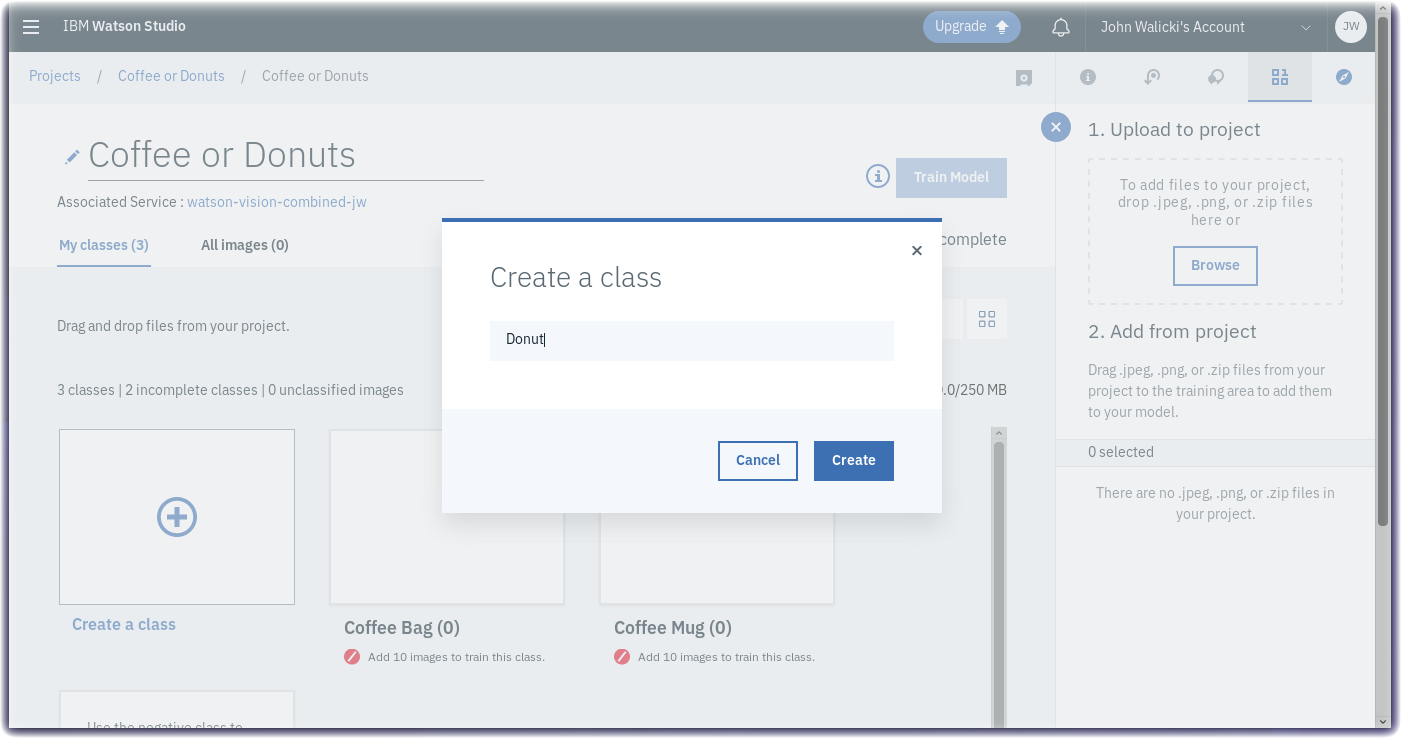 IBM Watson Studio
Upgrade
John Walicki's Account
JW
Projects / Coffee or Donuts / Coffee or Donuts
Coffee or Donuts
Train Model
Associated Service : watson-vision-combined-jw
My classes (3)
All images (0)
complete
Drag and drop files from your project.
3 classes | 2 incomplete classes | 0 unclassified images
.0/250 MB
Create a class
Donut
Cancel
Create
Create a class
Coffee Bag (0)
Add 10 images to train this class.
Coffee Mug (0)
Add 10 images to train this class.
Use the negative class to
1. Upload to project
To add files to your project,
drop .jpeg, .png, or .zip files
here or
Browse
2. Add from project
Drag .jpeg, .png, or .zip files from your
project to the training area to add them
to your model.
0 selected
There are no .jpeg, .png, or .zip files in
your project.